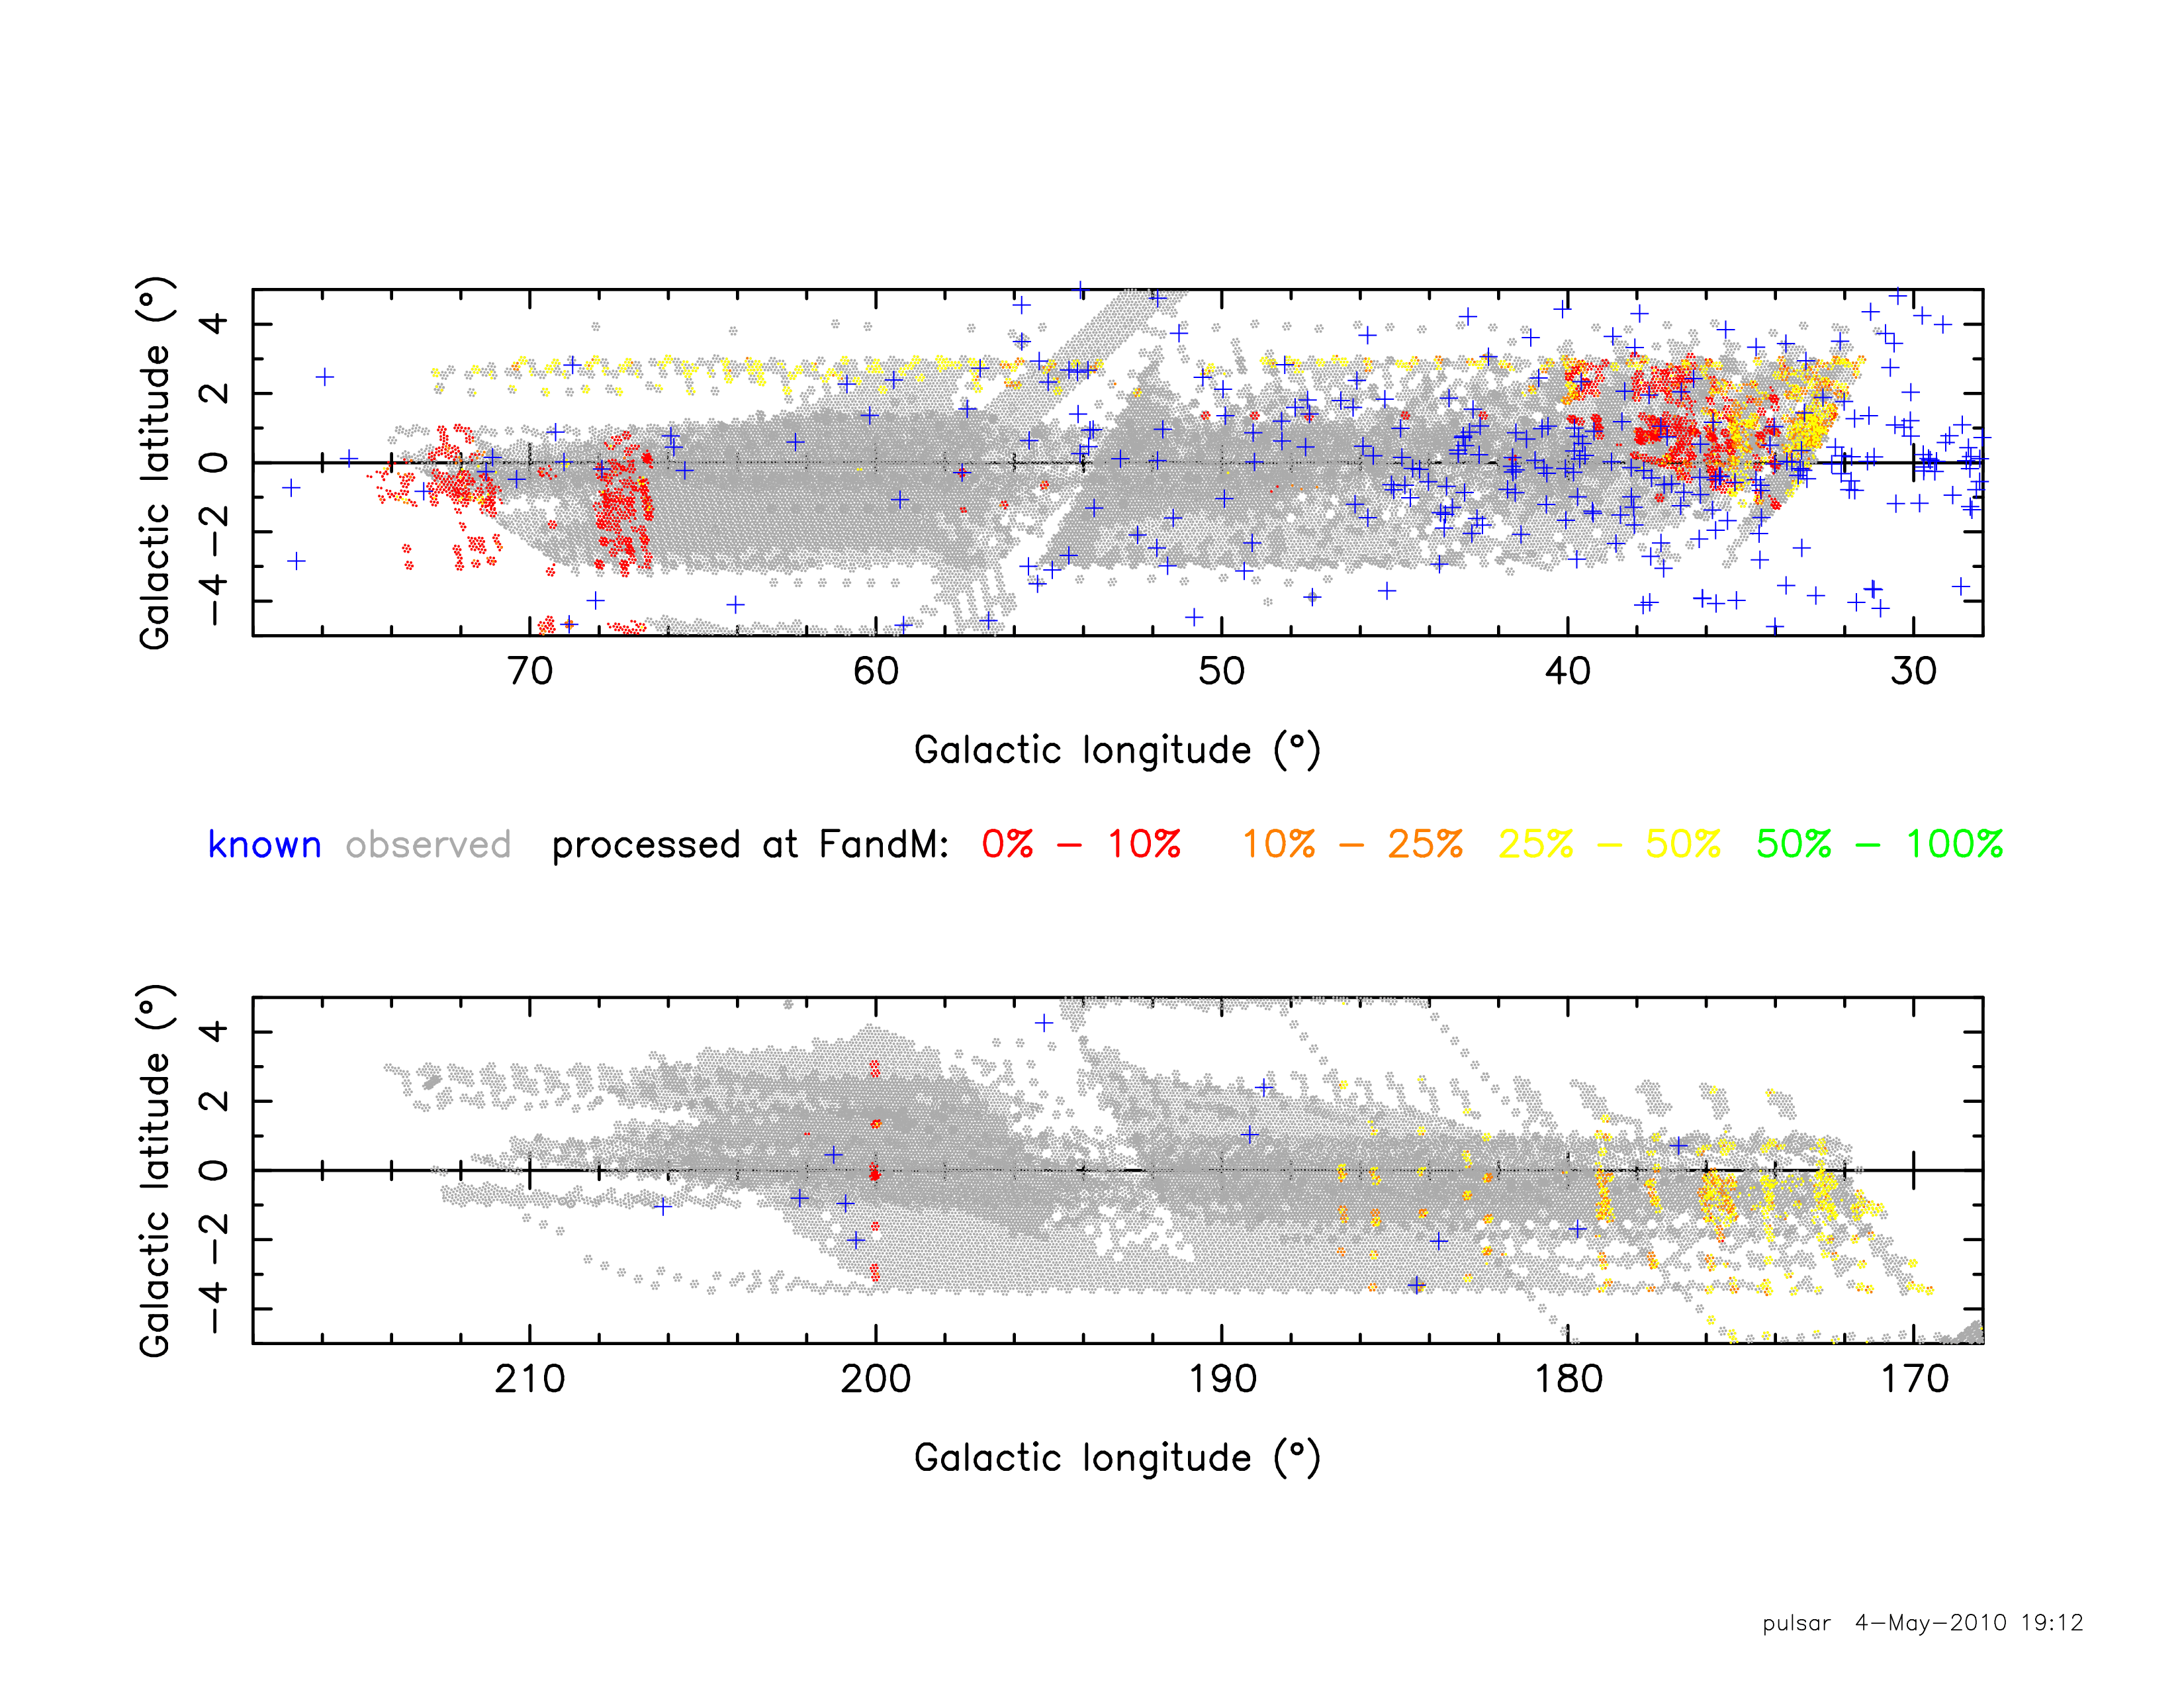 Galactic latitude (°)
4
2
0
−2
−4
70 60 50 40 30
Galactic longitude (°)
known observed processed at FandM: 0% − 10% 10% − 25% 25% − 50% 50% − 100%
Galactic latitude (°)
4
2
0
−2
−4
210 200 190 180 170
Galactic longitude (°)
pulsar 4−May−2010 19:12